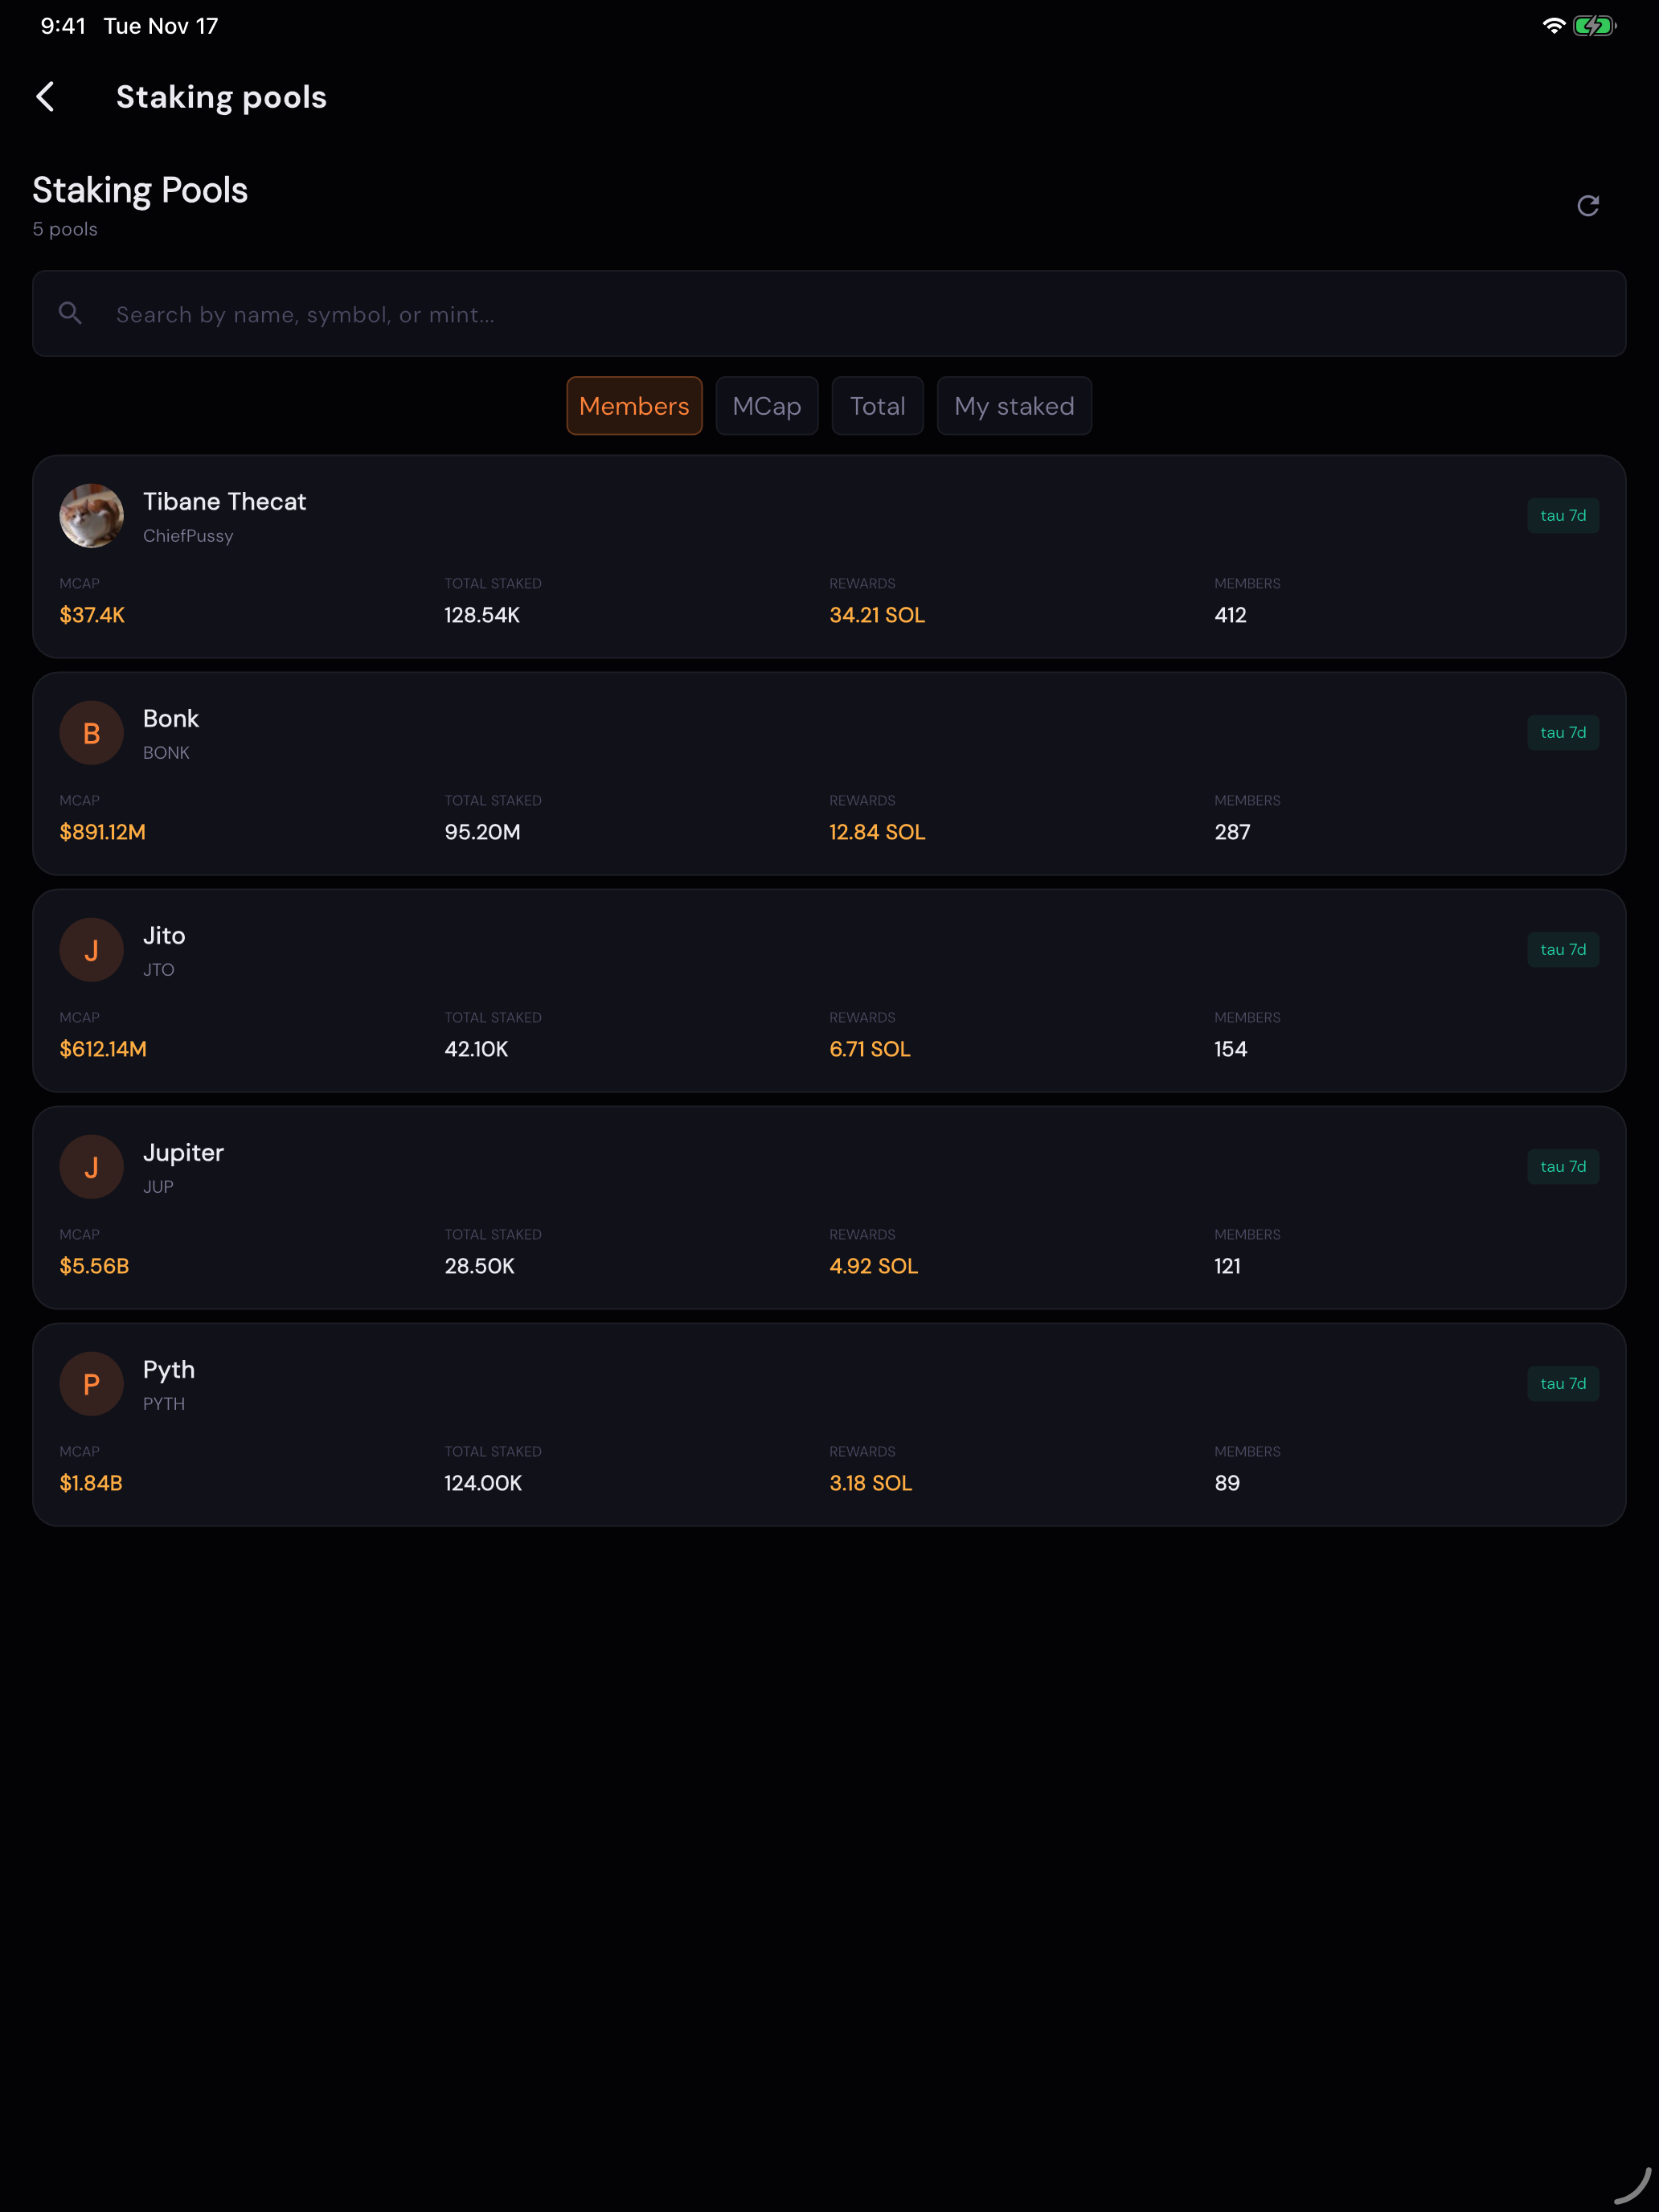 9:41 Tue Nov 17
Staking pools
Staking Pools
5 pools
Search by name, symbol, or mint...
Members MCap Total My staked
Tibane Thecat
ChiefPussy
tau 7d
MCAP TOTAL STAKED REWARDS MEMBERS
$37.4K 128.54K 34.21 SOL 412
B
Bonk
BONK
tau 7d
MCAP TOTAL STAKED REWARDS MEMBERS
$891.12M 95.20M 12.84 SOL 287
J
Jito
JTO
tau 7d
MCAP TOTAL STAKED REWARDS MEMBERS
$612.14M 42.10K 6.71 SOL 154
J
Jupiter
JUP
tau 7d
MCAP TOTAL STAKED REWARDS MEMBERS
$5.56B 28.50K 4.92 SOL 121
P
Pyth
PYTH
tau 7d
MCAP TOTAL STAKED REWARDS MEMBERS
$1.84B 124.00K 3.18 SOL 89